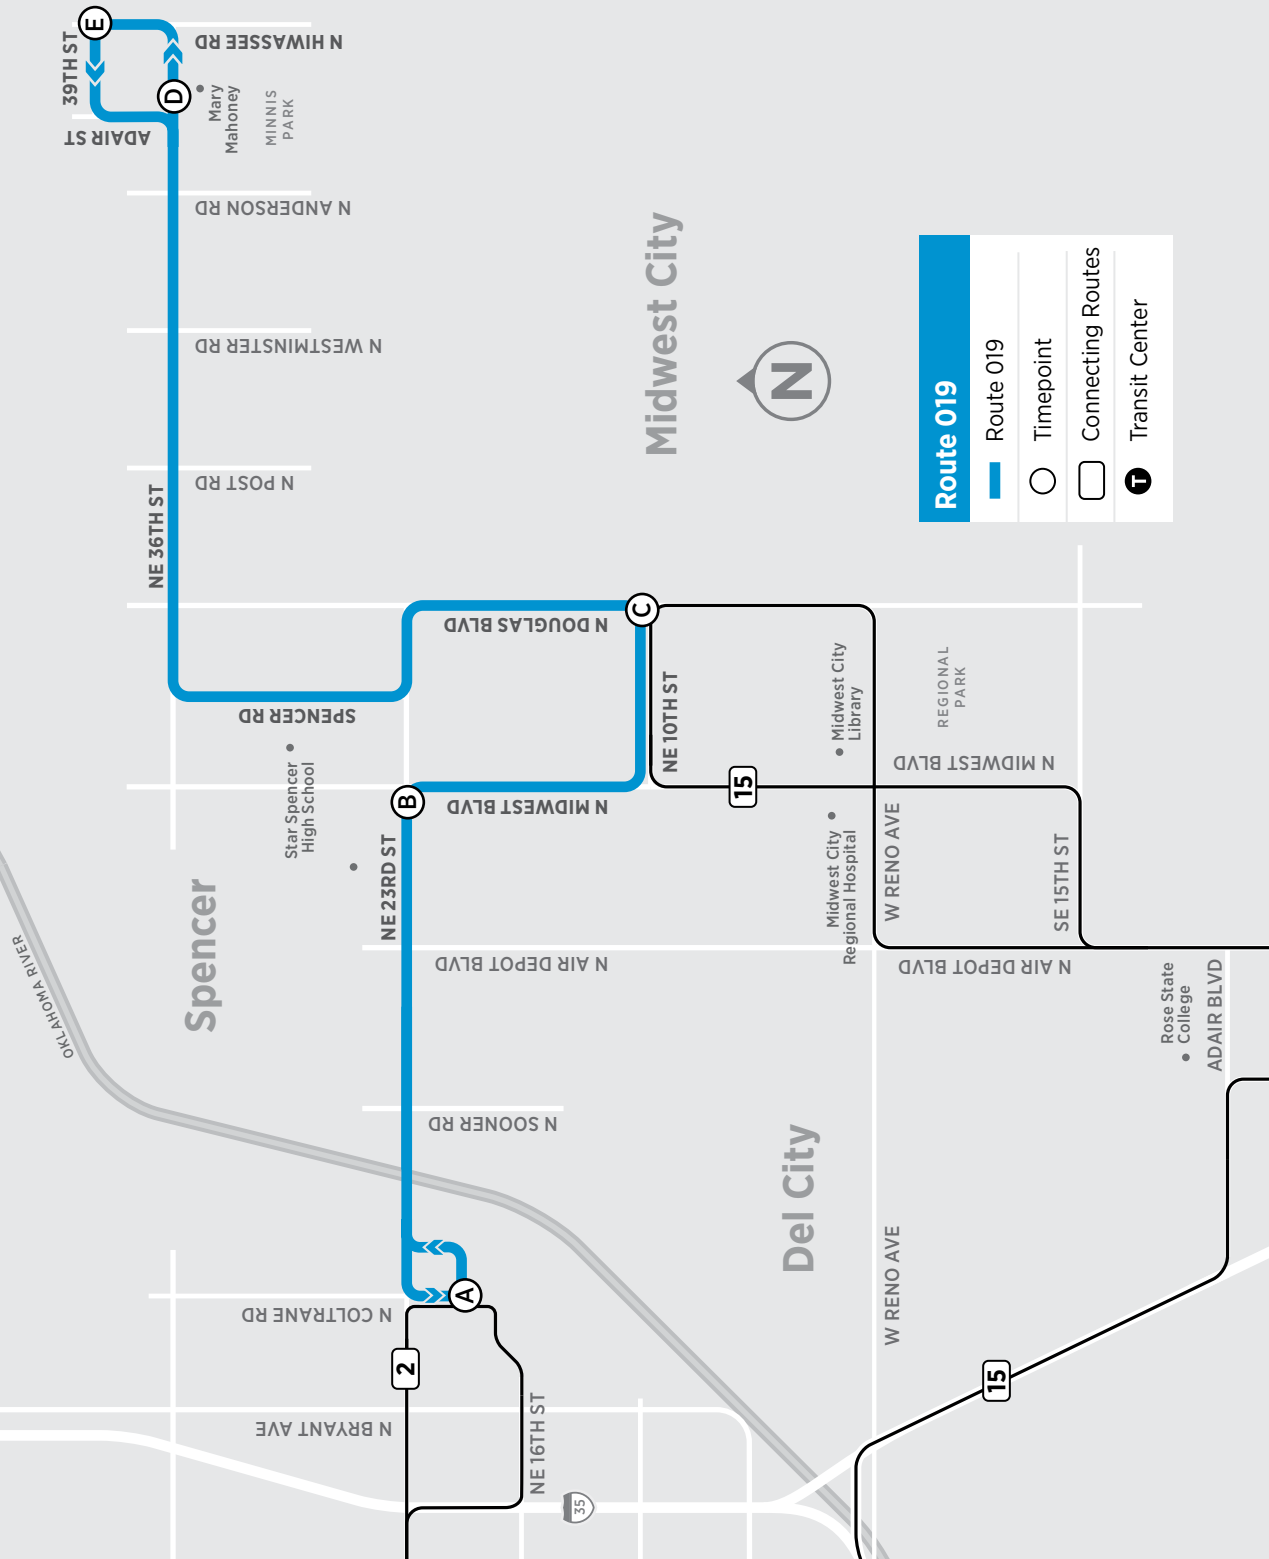 E
39TH ST
N HIWASSEE RD
D
Mary
Mahoney
MINNIS
PARK
ADAIR ST
N ANDERSON RD
N WESTMINSTER RD
N POST RD
NE 36TH ST
Midwest City
N
Route 019
Route 019
Timepoint
Connecting Routes
T
Transit Center
N DOUGLAS BLVD
C
SPENCER RD
NE 10TH ST
Star Spencer
High School
B
N MIDWEST BLVD
15
Midwest City
Library
REGIONAL
PARK
N MIDWEST BLVD
Midwest City
Regional Hospital
W RENO AVE
SE 15TH ST
NE 23RD ST
Spencer
OKLAHOMA RIVER
N AIR DEPOT BLVD
N AIR DEPOT BLVD
Rose State
College
ADAIR BLVD
N SOONER RD
Del City
A
N COLTRANE RD
W RENO AVE
2
15
N BRYANT AVE
NE 16TH ST
35